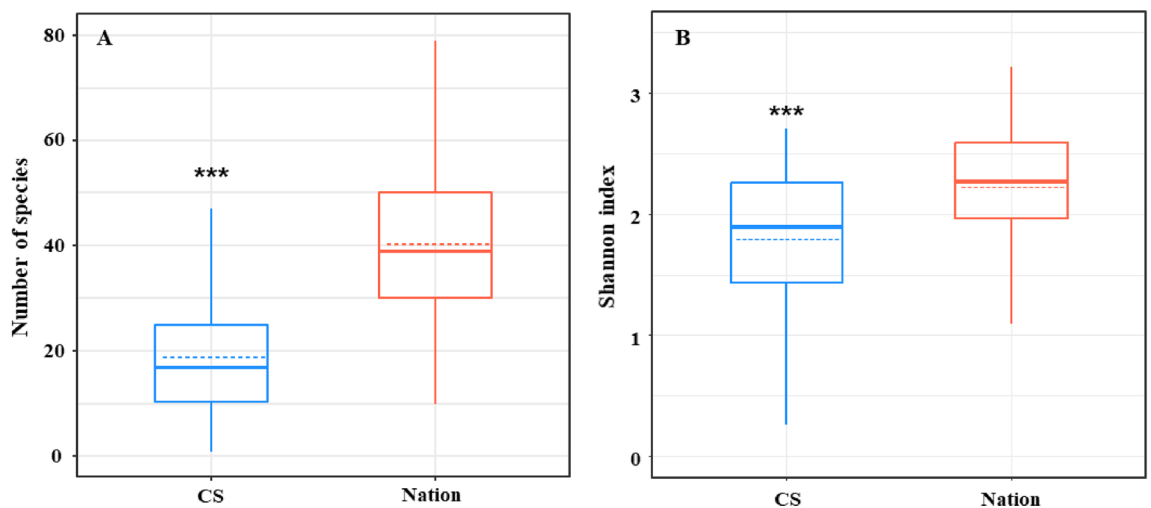 A
Number of species
80
60
40
20
0
***
CS
Nation
B
Shannon index
3
2
1
0
***
CS
Nation